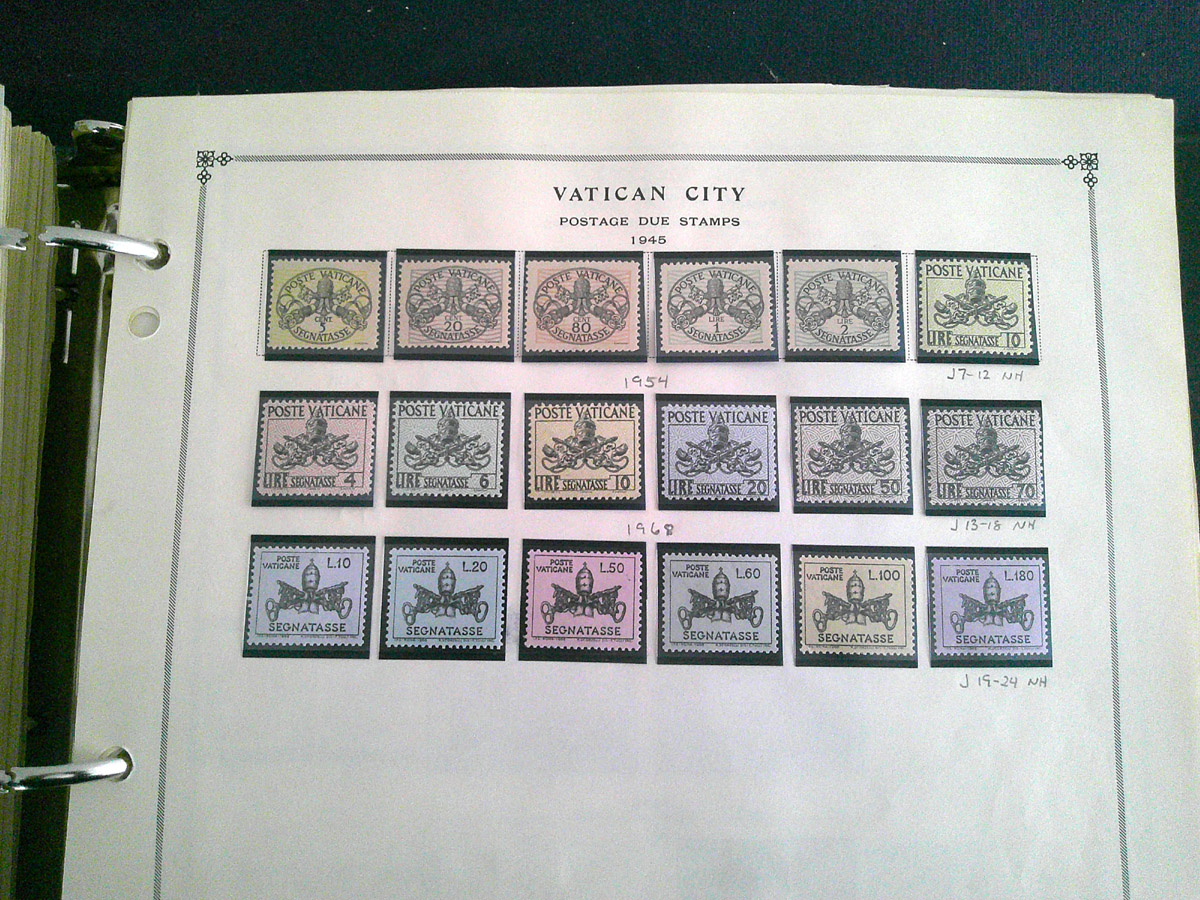 VATICAN CITY
POSTAGE DUE STAMPS
1945
POSTE VATICANE CENT 5 SEGNATASSE
POSTE VATICANE CENT 20 SEGNATASSE
POSTE VATICANE CENT 80 SEGNATASSE
POSTE VATICANE LIRE 1 SEGNATASSE
POSTE VATICANE LIRE 2 SEGNATASSE
POSTE VATICANE LIRE SEGNATASSE 10
J7-12 NH
1954
POSTE VATICANE LIRE SEGNATASSE 4
POSTE VATICANE LIRE SEGNATASSE 6
POSTE VATICANE LIRE SEGNATASSE 10
POSTE VATICANE LIRE SEGNATASSE 20
POSTE VATICANE LIRE SEGNATASSE 50
POSTE VATICANE LIRE SEGNATASSE 70
J 13-18 NH
1968
POSTE VATICANE L.10 SEGNATASSE
POSTE VATICANE L.20 SEGNATASSE
POSTE VATICANE L.50 SEGNATASSE
POSTE VATICANE L.60 SEGNATASSE
POSTE VATICANE L.100 SEGNATASSE
POSTE VATICANE L.180 SEGNATASSE
J 19-24 NH